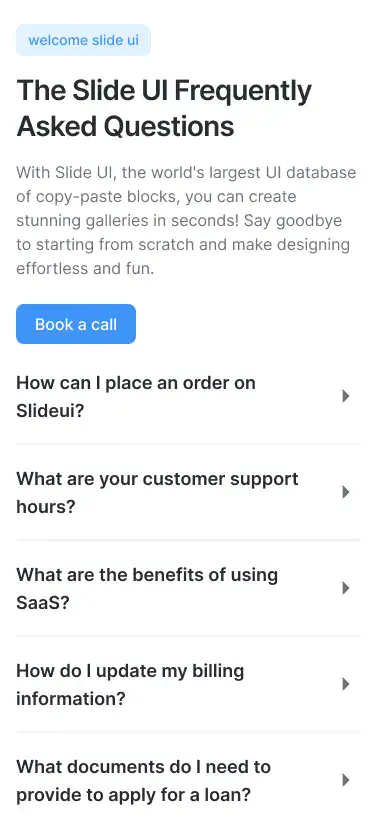 welcome slide ui
The Slide UI Frequently
Asked Questions
With Slide UI, the world's largest UI database
of copy-paste blocks, you can create
stunning galleries in seconds! Say goodbye
to starting from scratch and make designing
effortless and fun.
Book a call
How can I place an order on
Slideui?
What are your customer support
hours?
What are the benefits of using
SaaS?
How do I update my billing
information?
What documents do I need to
provide to apply for a loan?